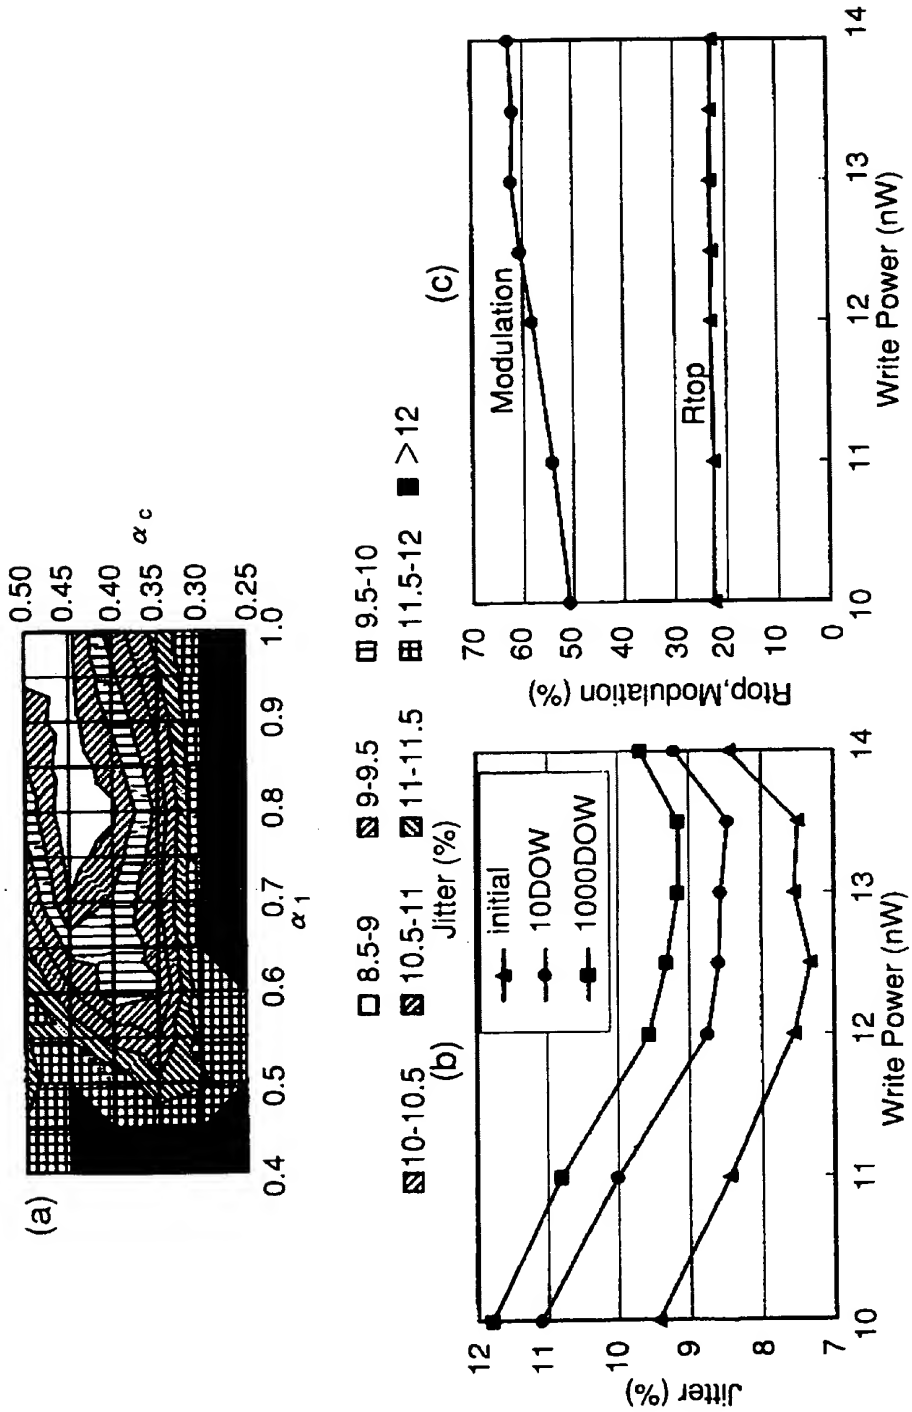 (a)
0.50
0.45
0.40
0.35
0.30
0.25
αc
0.4 0.5 0.6 0.7 0.8 0.9 1.0
α1
8.5-9 9-9.5 9.5-10
10-10.5 10.5-11 11-11.5 11.5-12 >12
Jitter (%)
(b)
12
11
10
9
8
7
Jitter (%)
initial
10DOW
1000DOW
10 11 12 13 14
Write Power (nW)
(c)
70
60
50
40
30
20
10
0
Rtop,Modulation (%)
Modulation
Rtop
10 11 12 13 14
Write Power (nW)